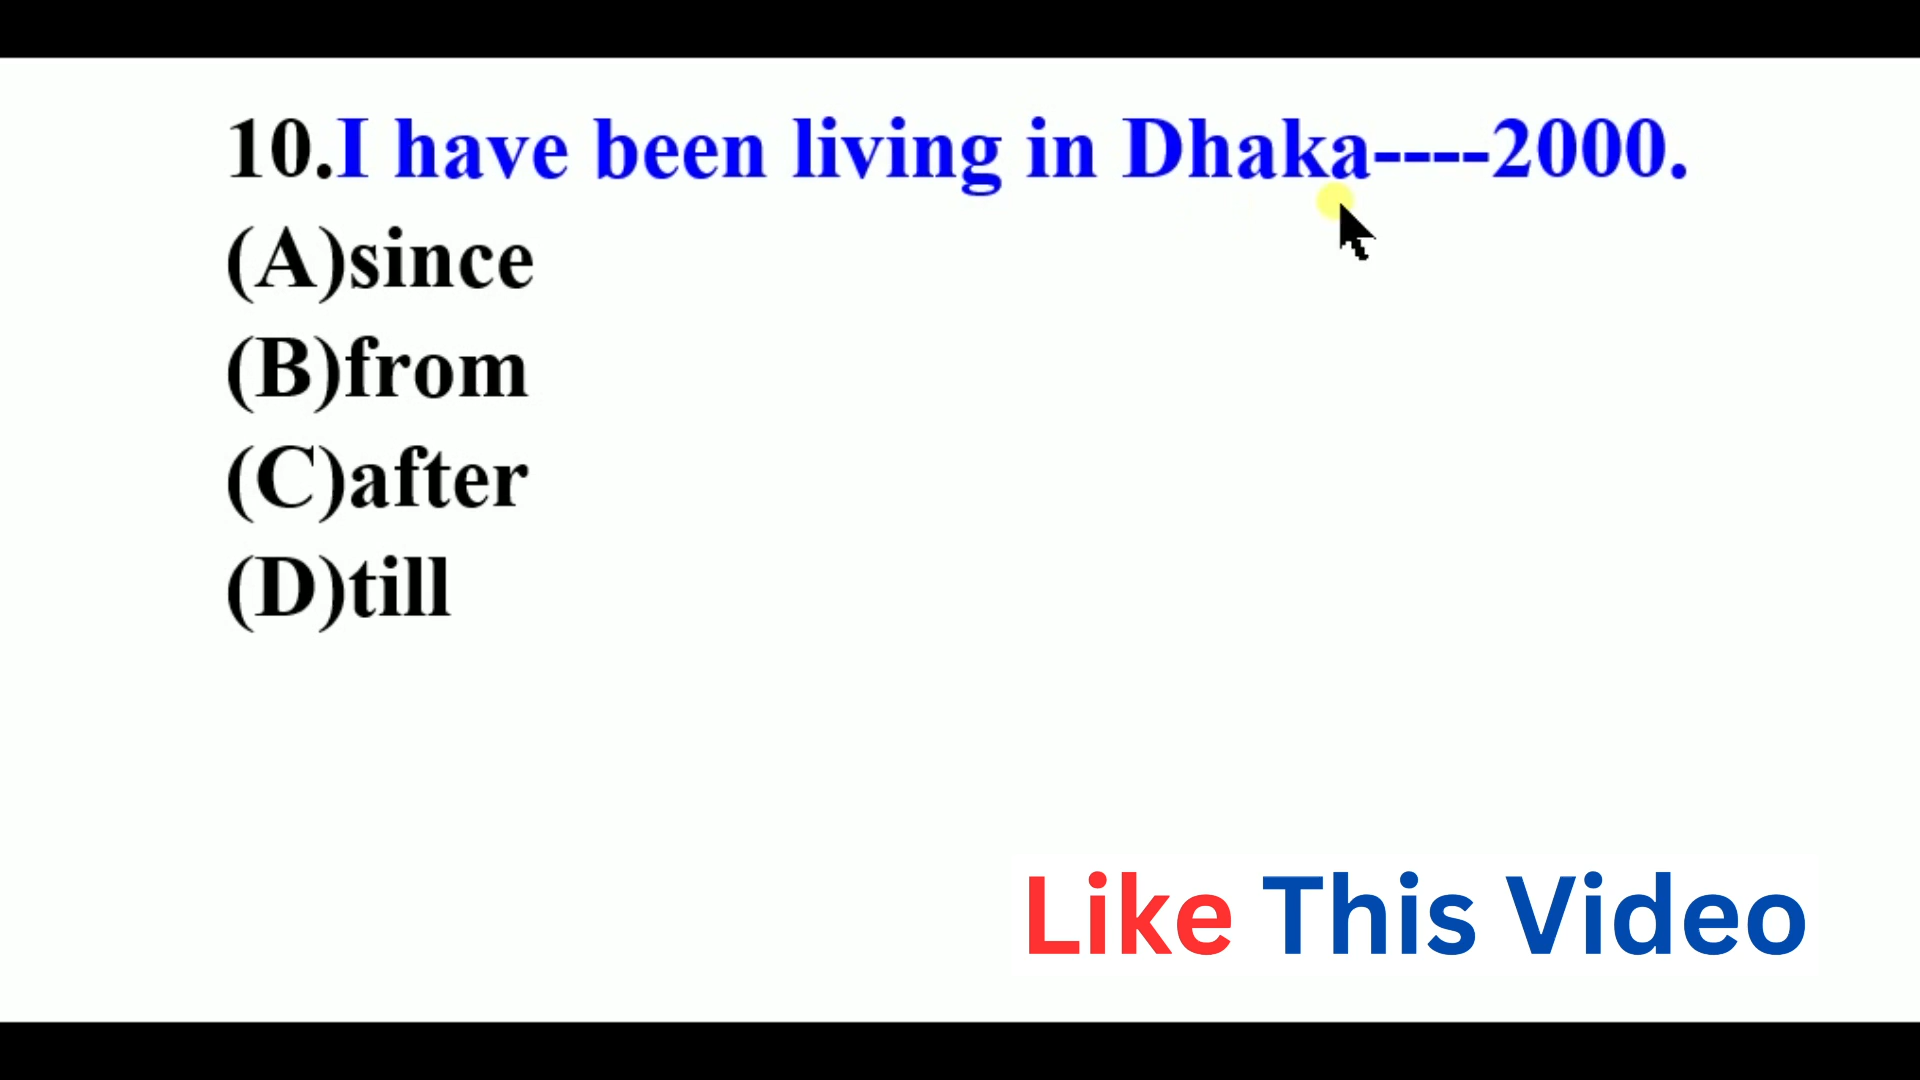 10.I have been living in Dhaka----2000.
(A)since
(B)from
(C)after
(D)till
Like This Video